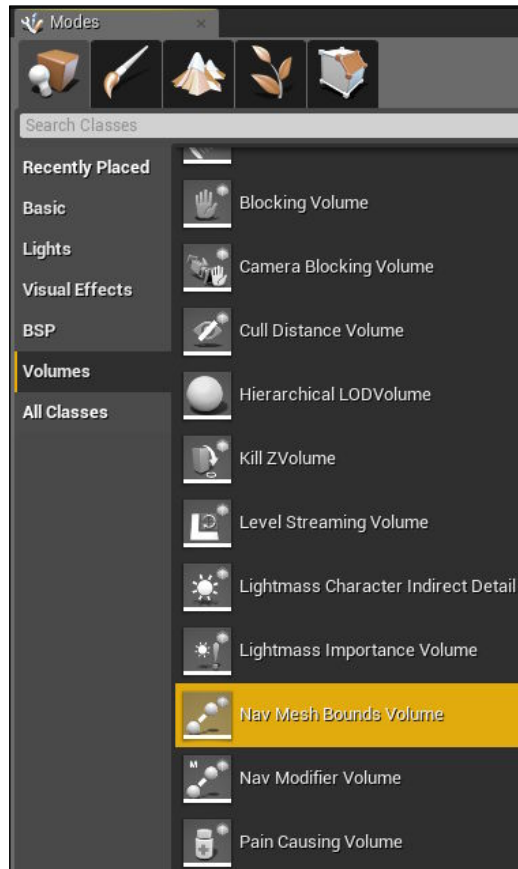 Modes
Search Classes
Recently Placed
Basic
Lights
Visual Effects
BSP
Volumes
All Classes
Blocking Volume
Camera Blocking Volume
Cull Distance Volume
Hierarchical LODVolume
Kill ZVolume
Level Streaming Volume
Lightmass Character Indirect Detail
Lightmass Importance Volume
Nav Mesh Bounds Volume
M
Nav Modifier Volume
Pain Causing Volume